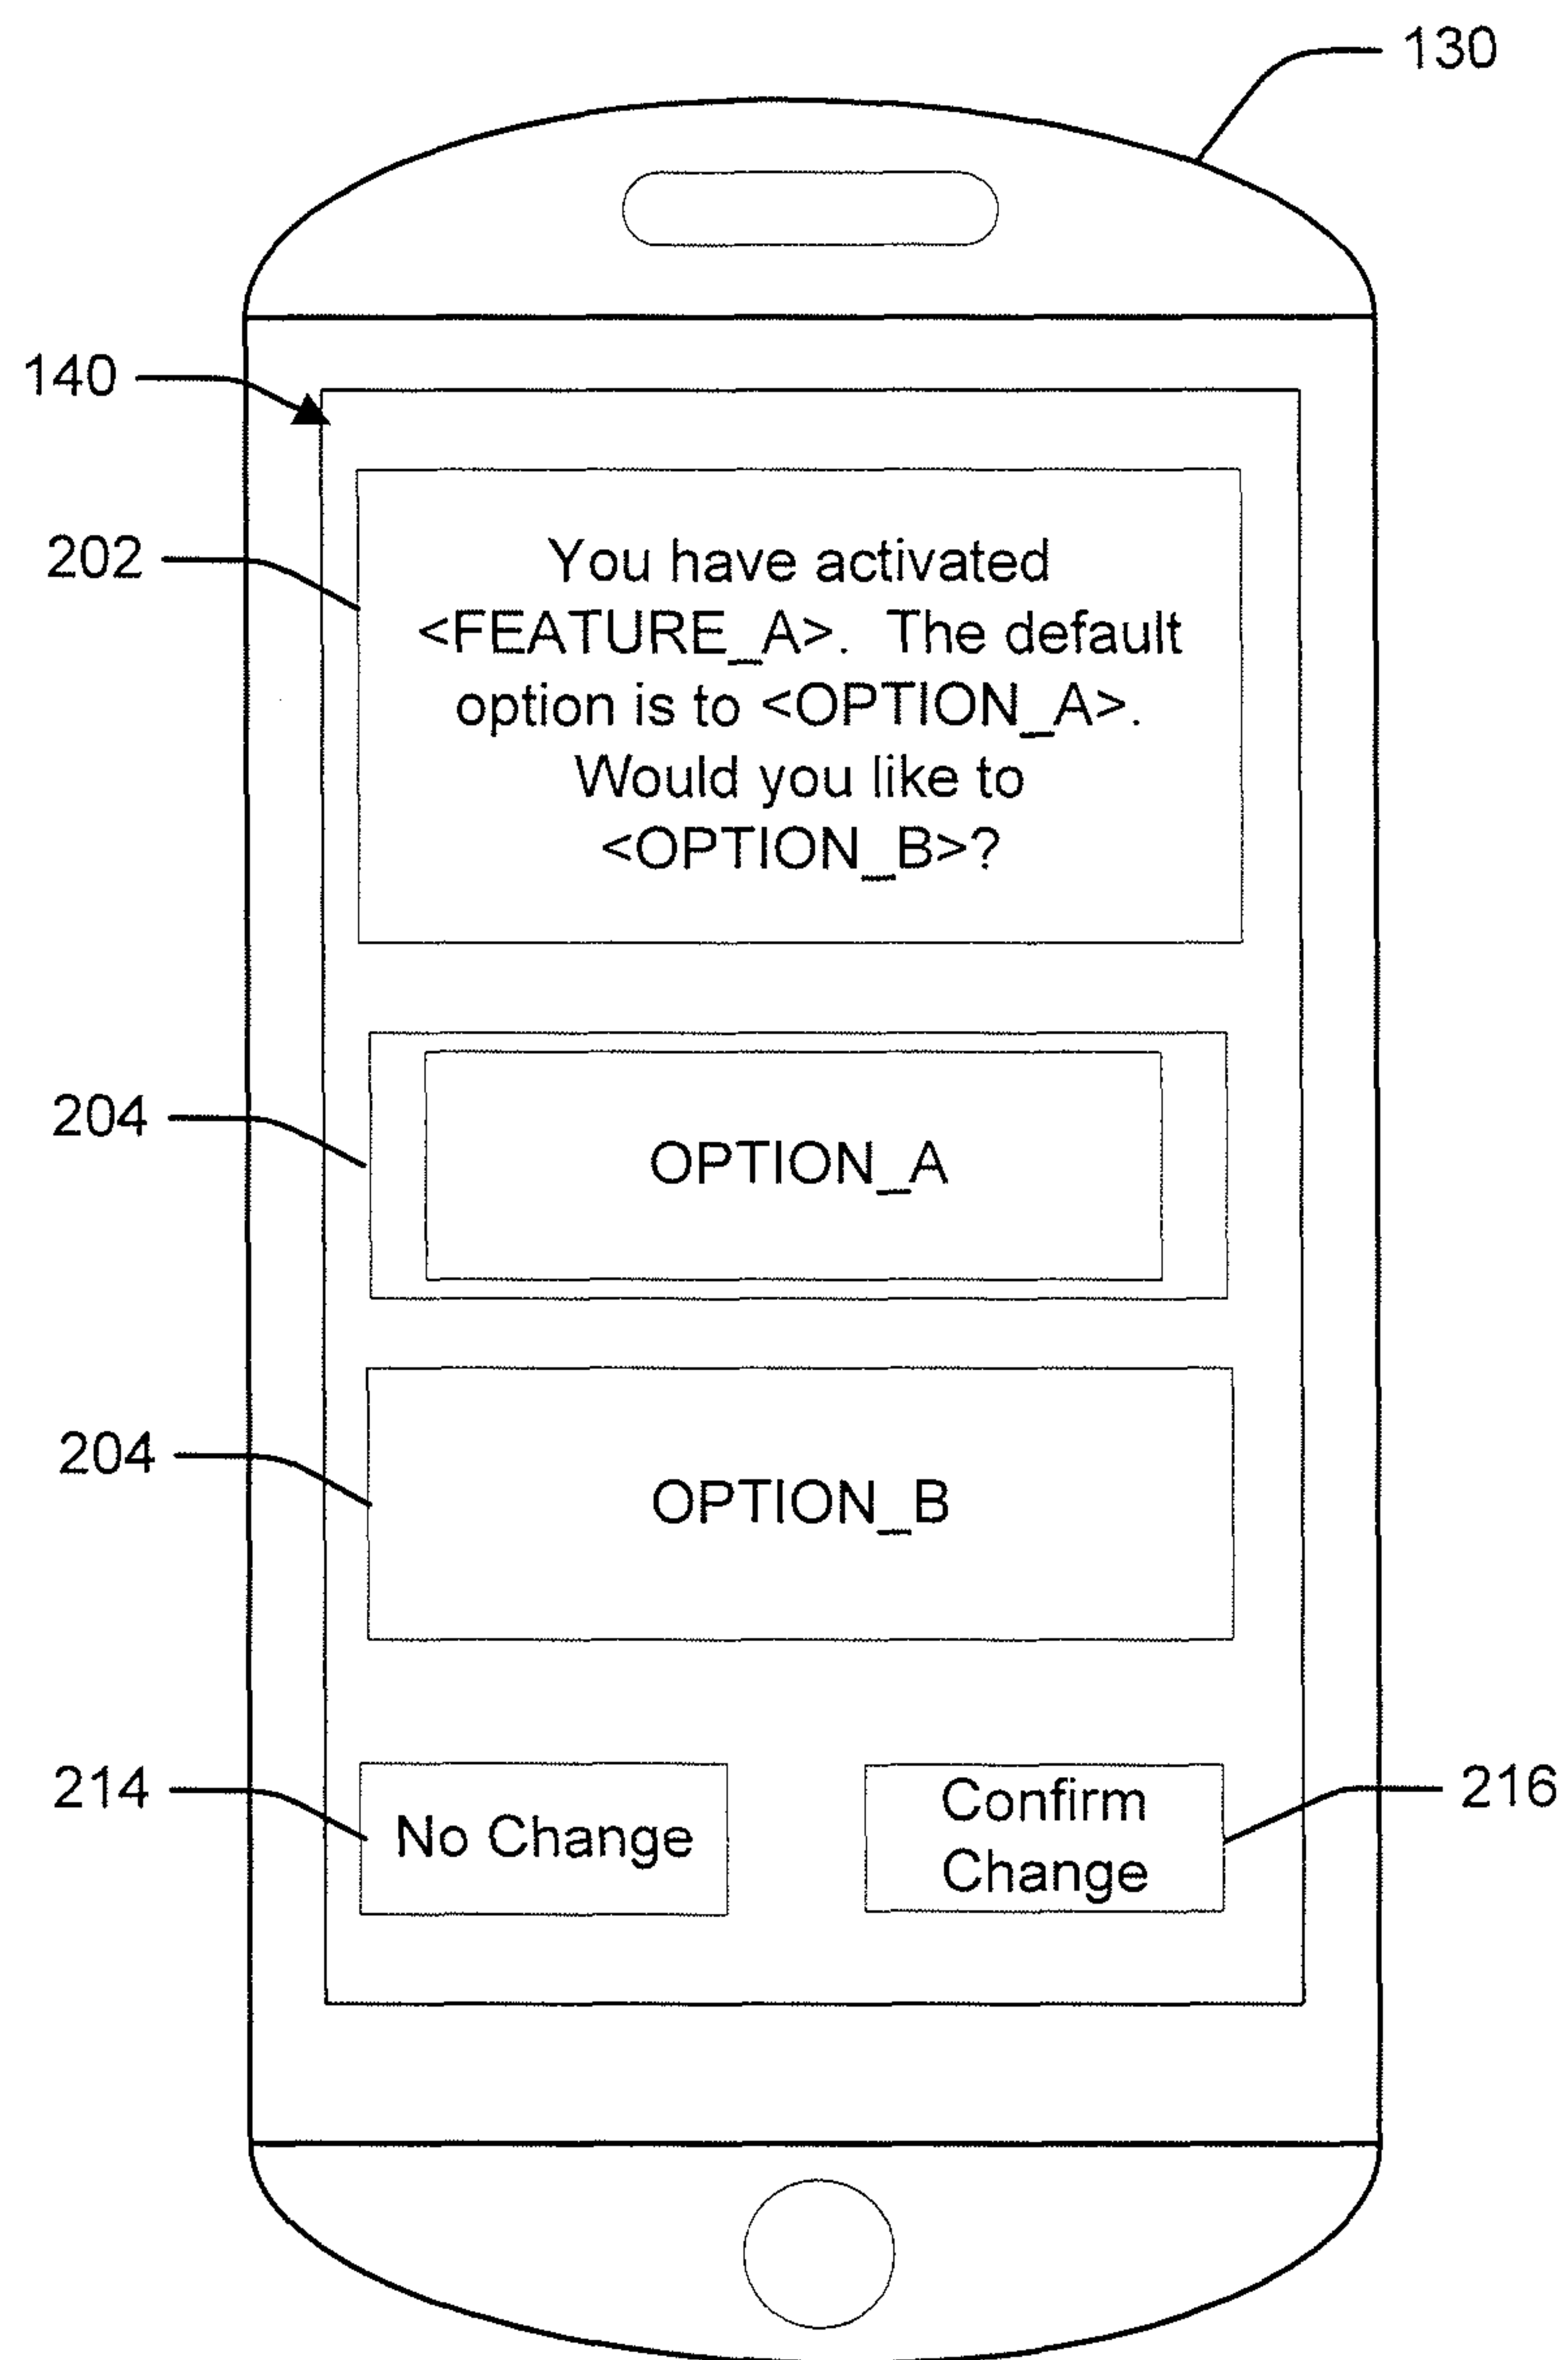 130
140
202
You have activated
<FEATURE_A>. The default
option is to <OPTION_A>.
Would you like to
<OPTION_B>?
204
OPTION_A
204
OPTION_B
214
No Change
Confirm
Change
216